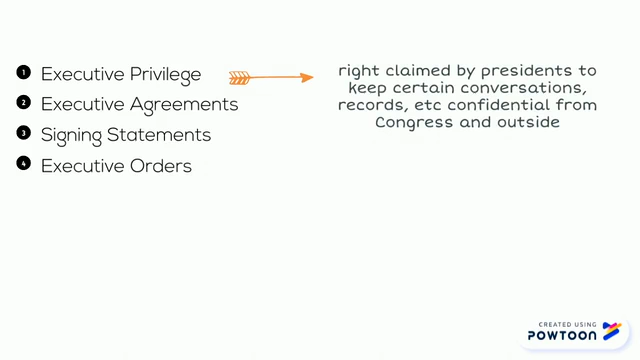 1 Executive Privilege
2 Executive Agreements
3 Signing Statements
4 Executive Orders
right claimed by presidents to
keep certain conversations,
records, etc confidential from
Congress and outside
CREATED USING
POWTOON